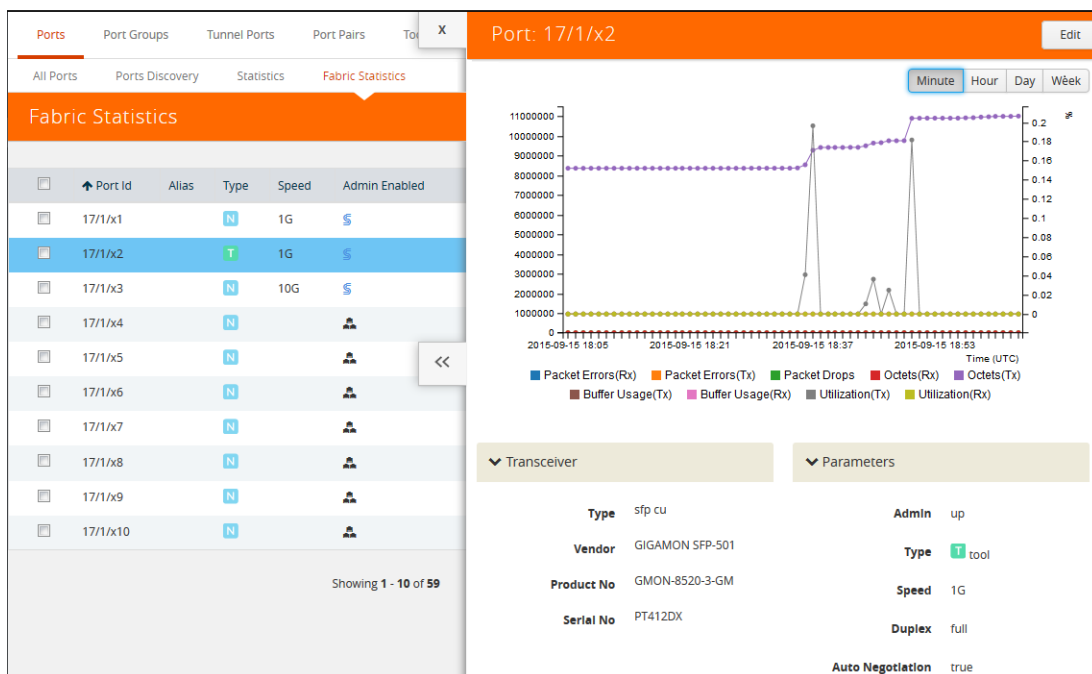 Ports Port Groups Tunnel Ports Port Pairs X
All Ports Ports Discovery Statistics Fabric Statistics
Fabric Statistics
Port Id Alias Type Speed Admin Enabled
17/1/x1 N 1G
17/1/x2 T 1G
17/1/x3 N 10G
17/1/x4 N
17/1/x5 N
17/1/x6 N
17/1/x7 N
17/1/x8 N
17/1/x9 N
17/1/x10 N
Showing 1 - 10 of 59
<<
Port: 17/1/x2 Edit
Minute Hour Day Week
11000000
10000000
9000000
8000000
7000000
6000000
5000000
4000000
3000000
2000000
1000000
0
%
0.2
0.18
0.16
0.14
0.12
0.1
0.08
0.06
0.04
0.02
0
2015-09-15 18:05 2015-09-15 18:21 2015-09-15 18:37 2015-09-15 18:53
Time (UTC)
Packet Errors(Rx) Packet Errors(Tx) Packet Drops Octets(Rx) Octets(Tx)
Buffer Usage(Tx) Buffer Usage(Rx) Utilization(Tx) Utilization(Rx)
Transceiver
Type sfp cu
Vendor GIGAMON SFP-501
Product No GMON-8520-3-GM
Serial No PT412DX
Parameters
Admin up
Type T tool
Speed 1G
Duplex full
Auto Negotiation true